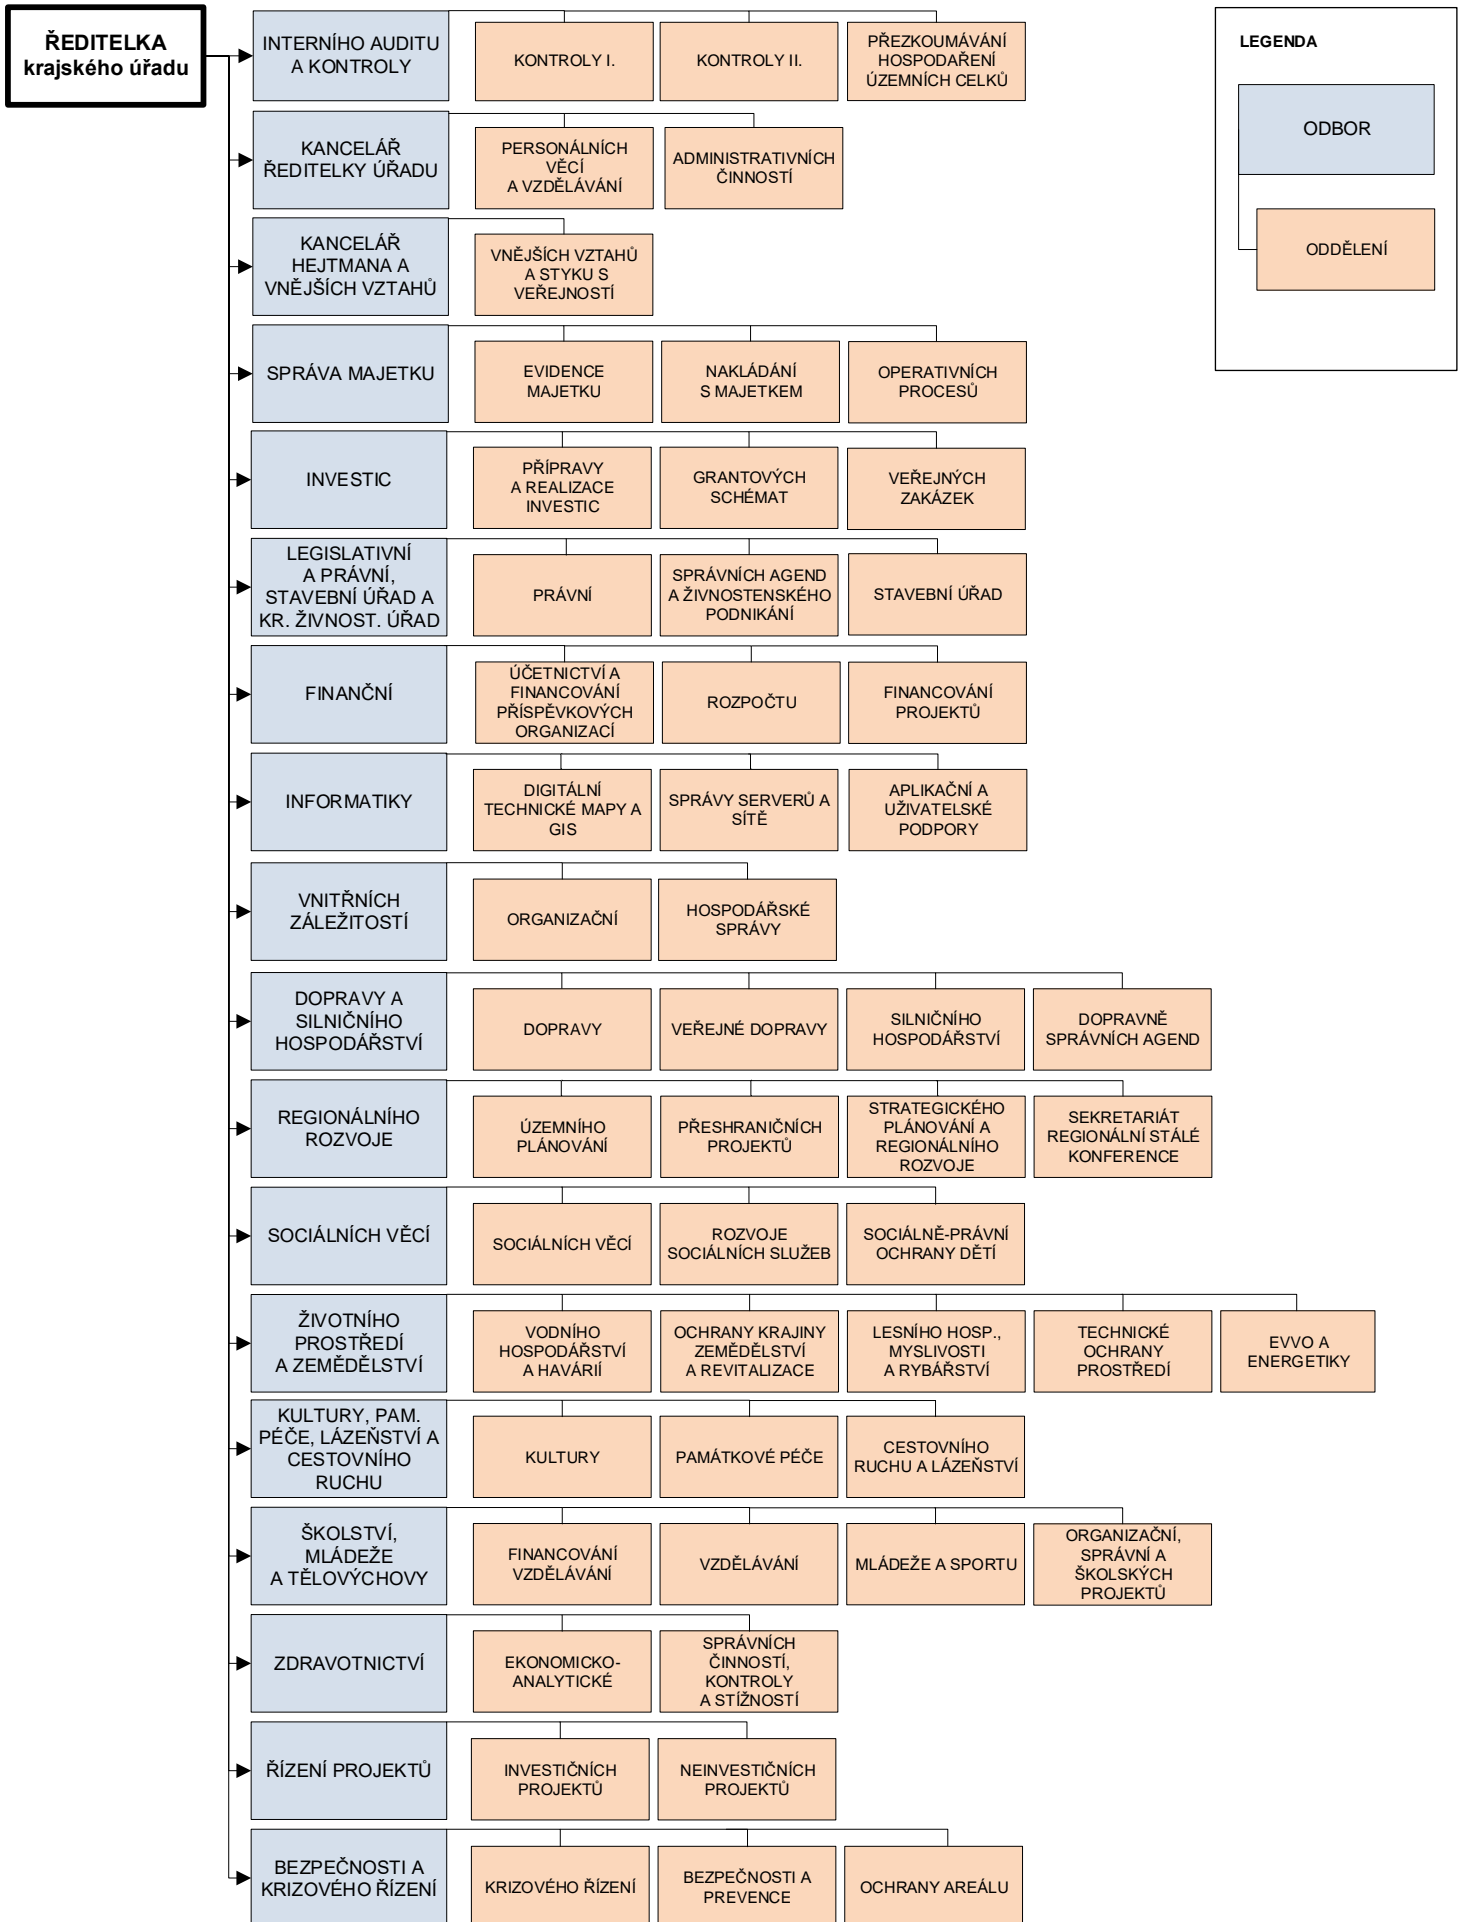 ŘEDITELKA
krajského úřadu
INTERNÍHO AUDITU
A KONTROLY
KONTROLY I.
KONTROLY II.
PŘEZKOUMÁVÁNÍ
HOSPODAŘENÍ
ÚZEMNÍCH CELKŮ
LEGENDA
ODBOR
ODDĚLENÍ
KANCELÁŘ
ŘEDITELKY ÚŘADU
PERSONÁLNÍCH
VĚCÍ
A VZDĚLÁVÁNÍ
ADMINISTRATIVNÍCH
ČINNOSTÍ
KANCELÁŘ
HEJTMANA A
VNĚJŠÍCH VZTAHŮ
VNĚJŠÍCH VZTAHŮ
A STYKU S
VEŘEJNOSTÍ
SPRÁVA MAJETKU
EVIDENCE
MAJETKU
NAKLÁDÁNÍ
S MAJETKEM
OPERATIVNÍCH
PROCESŮ
INVESTIC
PŘÍPRAVY
A REALIZACE
INVESTIC
GRANTOVÝCH
SCHÉMAT
VEŘEJNÝCH
ZAKÁZEK
LEGISLATIVNÍ
A PRÁVNÍ,
STAVEBNÍ ÚŘAD A
KR. ŽIVNOST. ÚŘAD
PRÁVNÍ
SPRÁVNÍCH AGEND
A ŽIVNOSTENSKÉHO
PODNIKÁNÍ
STAVEBNÍ ÚŘAD
FINANČNÍ
ÚČETNICTVÍ A
FINANCOVÁNÍ
PŘÍSPĚVKOVÝCH
ORGANIZACÍ
ROZPOČTU
FINANCOVÁNÍ
PROJEKTŮ
INFORMATIKY
DIGITÁLNÍ
TECHNICKÉ MAPY A
GIS
SPRÁVY SERVERŮ A
SÍTĚ
APLIKAČNÍ A
UŽIVATELSKÉ
PODPORY
VNITŘNÍCH
ZÁLEŽITOSTÍ
ORGANIZAČNÍ
HOSPODÁŘSKÉ
SPRÁVY
DOPRAVY A
SILNIČNÍHO
HOSPODÁŘSTVÍ
DOPRAVY
VEŘEJNÉ DOPRAVY
SILNIČNÍHO
HOSPODÁŘSTVÍ
DOPRAVNĚ
SPRÁVNÍCH AGEND
REGIONÁLNÍHO
ROZVOJE
ÚZEMNÍHO
PLÁNOVÁNÍ
PŘESHRANIČNÍCH
PROJEKTŮ
STRATEGICKÉHO
PLÁNOVÁNÍ A
REGIONÁLNÍHO
ROZVOJE
SEKRETARIÁT
REGIONÁLNÍ STÁLÉ
KONFERENCE
SOCIÁLNÍCH VĚCÍ
SOCIÁLNÍCH VĚCÍ
ROZVOJE
SOCIÁLNÍCH SLUŽEB
SOCIÁLNĚ-PRÁVNÍ
OCHRANY DĚTÍ
ŽIVOTNÍHO
PROSTŘEDÍ
A ZEMĚDĚLSTVÍ
VODNÍHO
HOSPODÁŘSTVÍ
A HAVÁRIÍ
OCHRANY KRAJINY
ZEMĚDĚLSTVÍ
A REVITALIZACE
LESNÍHO HOSP.,
MYSLIVOSTI
A RYBÁŘSTVÍ
TECHNICKÉ
OCHRANY
PROSTŘEDÍ
EVVO A
ENERGETIKY
KULTURY, PAM.
PÉČE, LÁZEŇSTVÍ A
CESTOVNÍHO
RUCHU
KULTURY
PAMÁTKOVÉ PÉČE
CESTOVNÍHO
RUCHU A LÁZEŇSTVÍ
ŠKOLSTVÍ,
MLÁDEŽE
A TĚLOVÝCHOVY
FINANCOVÁNÍ
VZDĚLÁVÁNÍ
VZDĚLÁVÁNÍ
MLÁDEŽE A SPORTU
ORGANIZAČNÍ,
SPRÁVNÍ A
ŠKOLSKÝCH
PROJEKTŮ
ZDRAVOTNICTVÍ
EKONOMICKO-
ANALYTICKÉ
SPRÁVNÍCH
ČINNOSTÍ,
KONTROLY
A STÍŽNOSTÍ
ŘÍZENÍ PROJEKTŮ
INVESTIČNÍCH
PROJEKTŮ
NEINVESTIČNÍCH
PROJEKTŮ
BEZPEČNOSTI A
KRIZOVÉHO ŘÍZENÍ
KRIZOVÉHO ŘÍZENÍ
BEZPEČNOSTI A
PREVENCE
OCHRANY AREÁLU